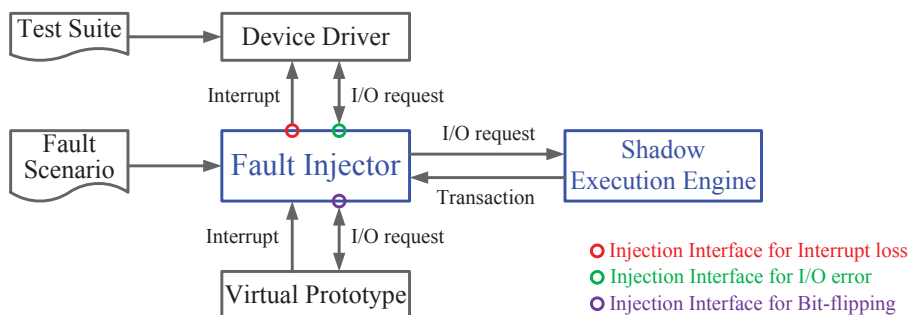 Test Suite
Device Driver
Interrupt
I/O request
Fault
Scenario
Fault Injector
I/O request
Transaction
Shadow
Execution Engine
Interrupt
I/O request
Virtual Prototype
Injection Interface for Interrupt loss
Injection Interface for I/O error
Injection Interface for Bit-flipping